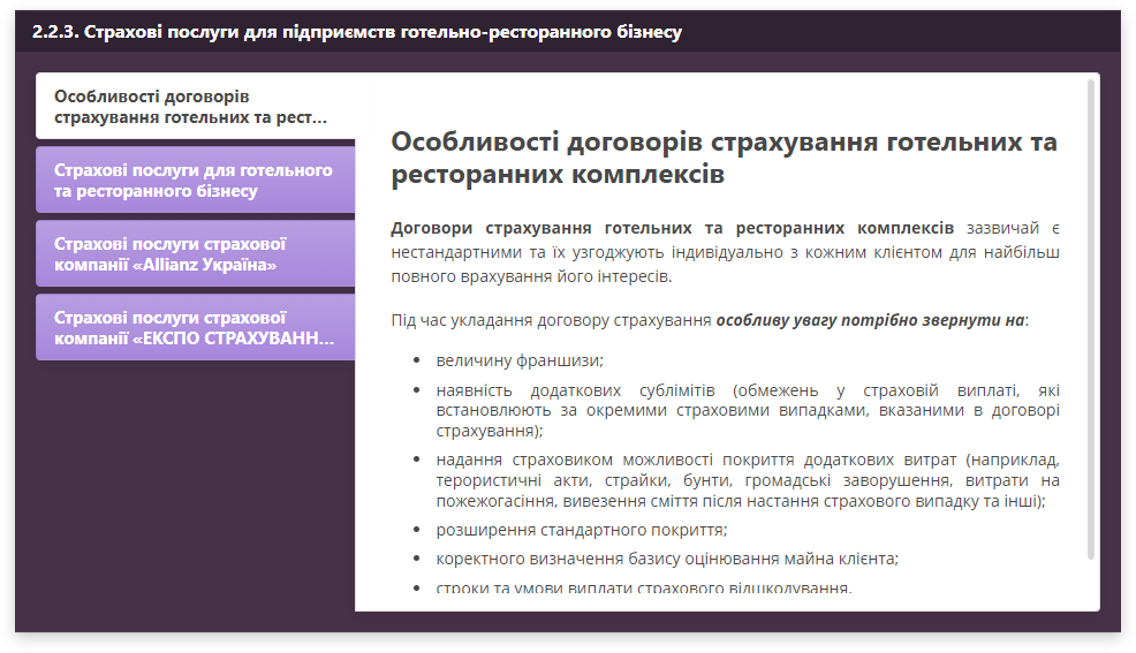 2.2.3. Страхові послуги для підприємств готельно-ресторанного бізнесу
Особливості договорів
страхування готельних та рест...
Страхові послуги для готельного
та ресторанного бізнесу
Страхові послуги страхової
компанії «Allianz Україна»
Страхові послуги страхової
компанії «ЕКСПО СТРАХУВАНН...
Особливості договорів страхування готельних та
ресторанних комплексів
Договори страхування готельних та ресторанних комплексів зазвичай є
нестандартними та їх узгоджують індивідуально з кожним клієнтом для найбільш
повного врахування його інтересів.
Під час укладання договору страхування особливу увагу потрібно звернути на:
• величину франшизи;
• наявність додаткових сублімітів (обмежень у страховій виплаті, які
встановлюють за окремими страховими випадками, вказаними в договорі
страхування);
• надання страховиком можливості покриття додаткових витрат (наприклад,
терористичні акти, страйки, бунти, громадські заворушення, витрати на
пожежогасіння, вивезення сміття після настання страхового випадку та інші);
• розширення стандартного покриття;
• коректного визначення базису оцінювання майна клієнта;
• строки та умови виплати страхового відшкодування.